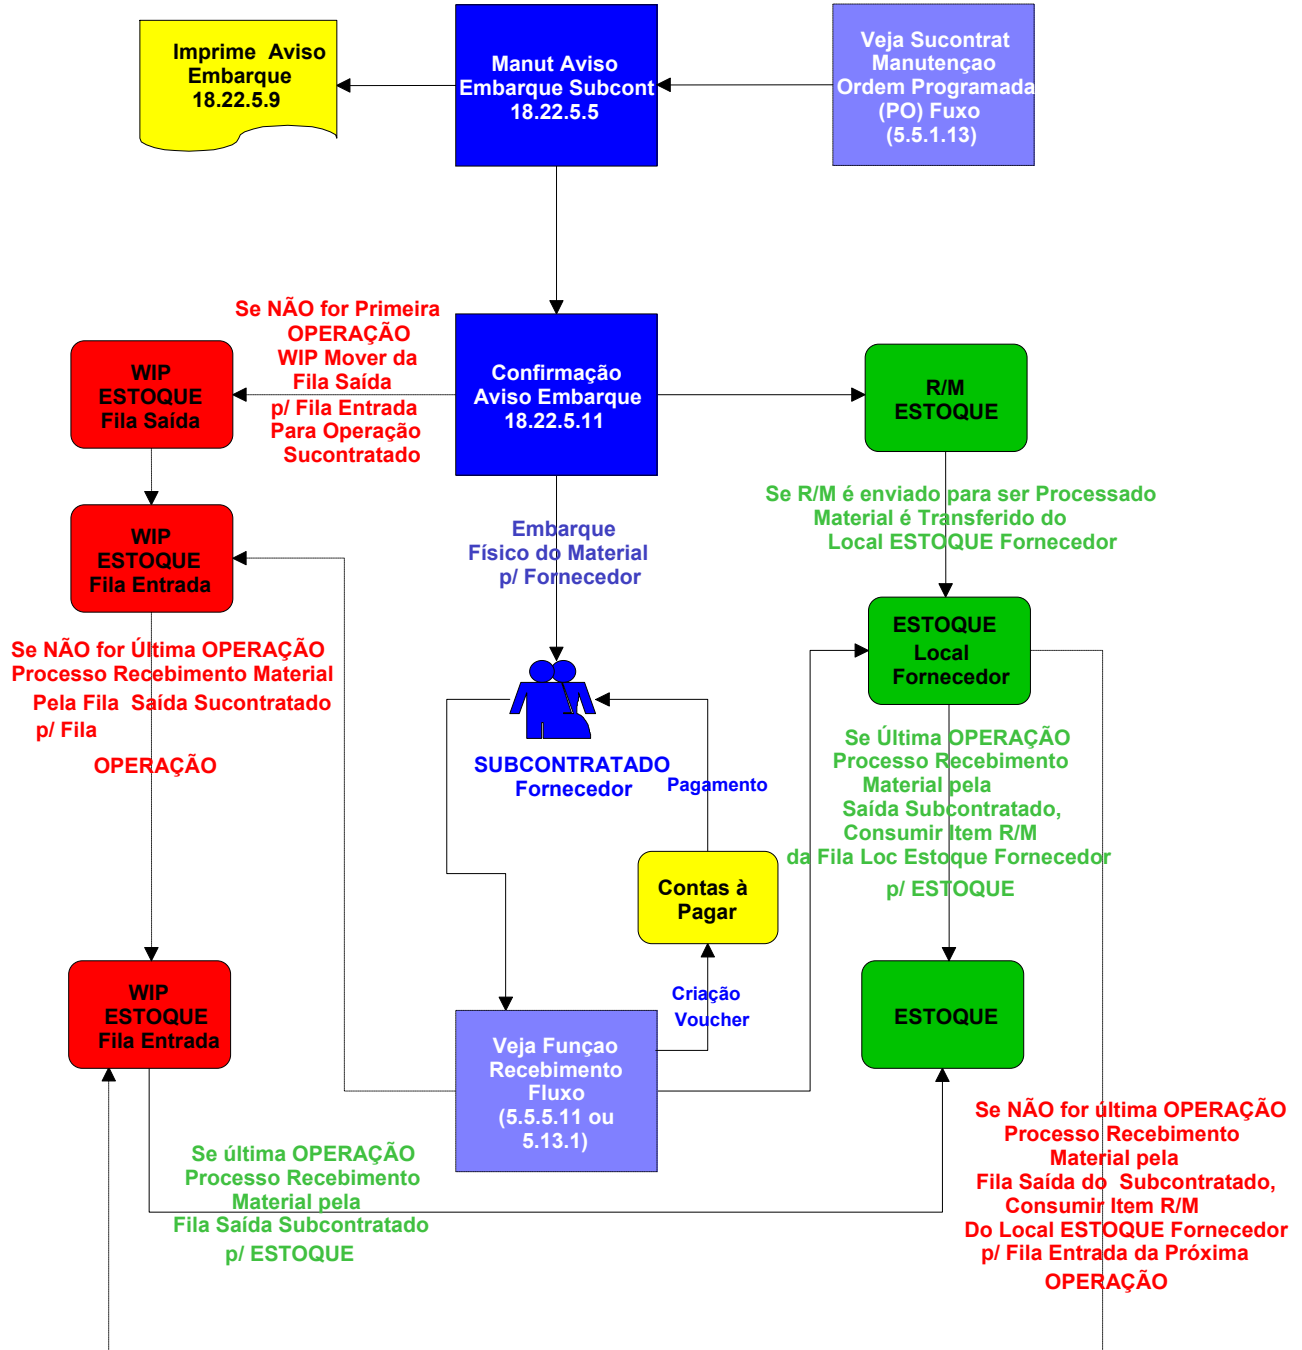 Imprime Aviso
Embarque
18.22.5.9
Manut Aviso
Embarque Subcont
18.22.5.5
Veja Sucontrat
Manutençao
Ordem Programada
(PO) Fuxo
(5.5.1.13)
Se NÃO for Primeira
OPERAÇÃO
WIP Mover da
Fila Saída
p/ Fila Entrada
Para Operação
Sucontratado
WIP
ESTOQUE
Fila Saída
Confirmação
Aviso Embarque
18.22.5.11
R/M
ESTOQUE
Se R/M é enviado para ser Processado
Material é Transferido do
Local ESTOQUE Fornecedor
WIP
ESTOQUE
Fila Entrada
Embarque
Físico do Material
p/ Fornecedor
ESTOQUE
Local
Fornecedor
Se NÃO for Última OPERAÇÃO
Processo Recebimento Material
Pela Fila Saída Sucontratado
p/ Fila
OPERAÇÃO
SUBCONTRATADO
Fornecedor
Pagamento
Se Última OPERAÇÃO
Processo Recebimento
Material pela
Saída Subcontratado,
Consumir Item R/M
da Fila Loc Estoque Fornecedor
p/ ESTOQUE
Contas à
Pagar
WIP
ESTOQUE
Fila Entrada
Criação
Voucher
ESTOQUE
Veja Funçao
Recebimento
Fluxo
(5.5.5.11 ou
5.13.1)
Se última OPERAÇÃO
Processo Recebimento
Material pela
Fila Saída Subcontratado
p/ ESTOQUE
Se NÃO for última OPERAÇÃO
Processo Recebimento
Material pela
Fila Saída do Subcontratado,
Consumir Item R/M
Do Local ESTOQUE Fornecedor
p/ Fila Entrada da Próxima
OPERAÇÃO